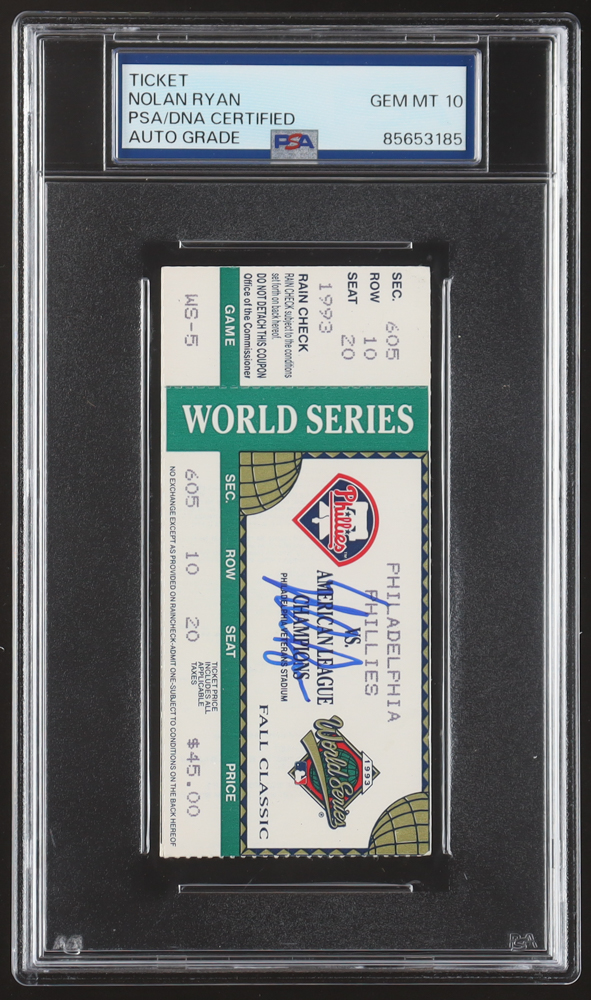 TICKET
NOLAN RYAN
PSA/DNA CERTIFIED
AUTO GRADE
GEM MT 10
85653185
PSA
SEC. 605
ROW 10
SEAT 20
1993
RAIN CHECK
RAIN CHECK subject to the conditions
set forth on back hereof.
DO NOT DETACH THIS COUPON
Office of the Commissioner
GAME
WS-5
WORLD SERIES
PHILADELPHIA
PHILLIES
Phillies
VS.
AMERICAN LEAGUE
CHAMPIONS
PHILADELPHIA VETERANS STADIUM
1993
World Series
FALL CLASSIC
SEC. ROW SEAT PRICE
605 10 20 $45.00
TICKET PRICE
INCLUDES ALL
APPLICABLE
TAXES
NO EXCHANGE EXCEPT AS PROVIDED ON RAINCHECK-ADMIT ONE-SUBJECT TO CONDITIONS ON THE BACK HEREOF
PSA